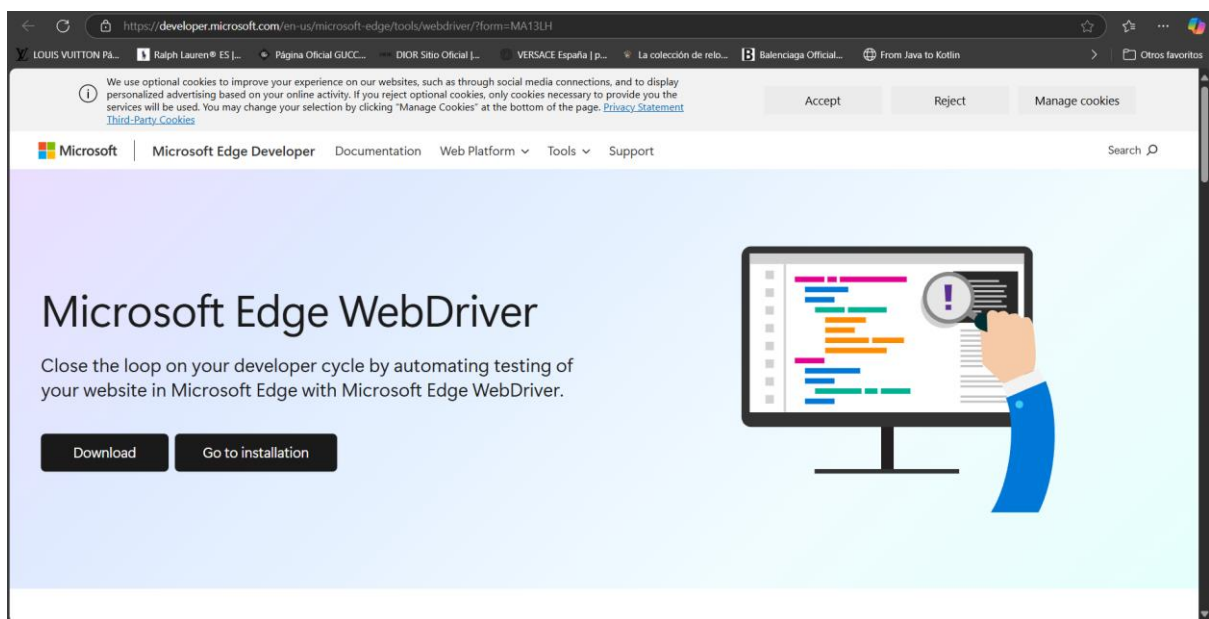 https://developer.microsoft.com/en-us/microsoft-edge/tools/webdriver/?form=MA13LH
LOUIS VUITTON Pá... Ralph Lauren® ES |... Página Oficial GUCC... DIOR Sitio Oficial |... VERSACE España | p... La colección de relo... Balenciaga Official... From Java to Kotlin Otros favoritos
We use optional cookies to improve your experience on our websites, such as through social media connections, and to display
personalized advertising based on your online activity. If you reject optional cookies, only cookies necessary to provide you the
services will be used. You may change your selection by clicking "Manage Cookies" at the bottom of the page. Privacy Statement
Third-Party Cookies
Accept Reject Manage cookies
Microsoft Microsoft Edge Developer Documentation Web Platform Tools Support Search
Microsoft Edge WebDriver
Close the loop on your developer cycle by automating testing of
your website in Microsoft Edge with Microsoft Edge WebDriver.
Download Go to installation